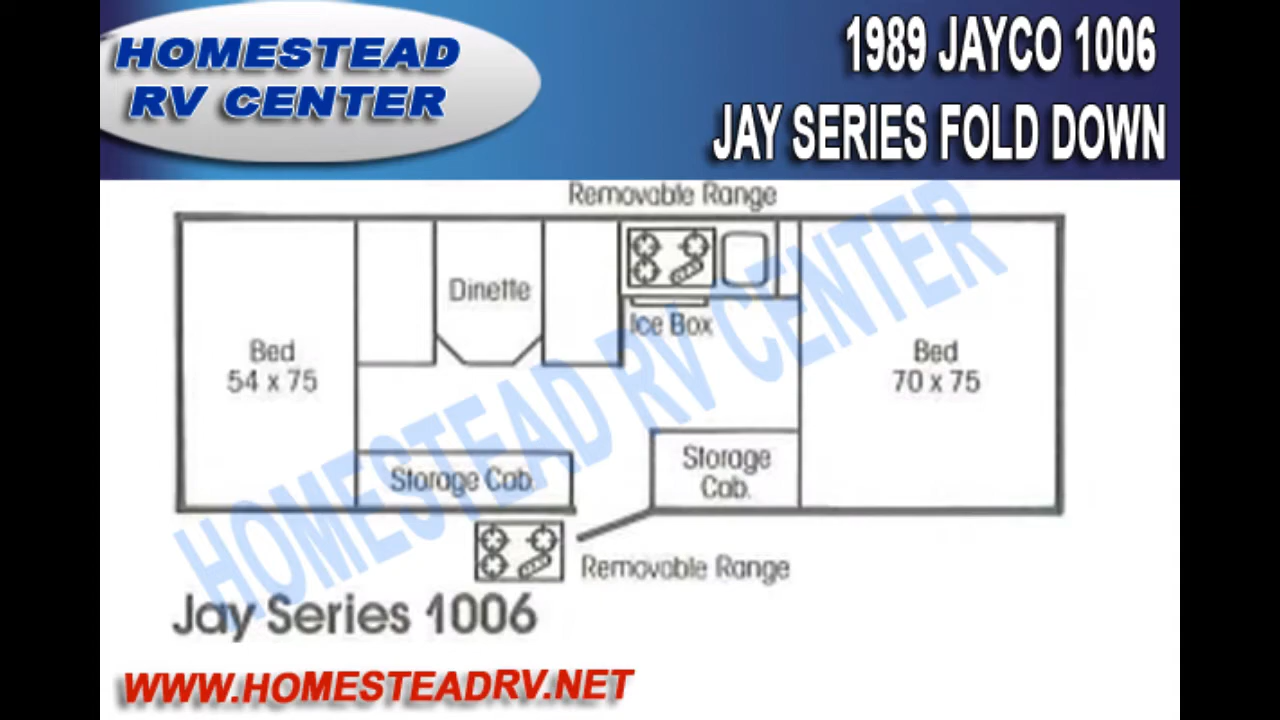 HOMESTEAD
RV CENTER
1989 JAYCO 1006
JAY SERIES FOLD DOWN
Removable Range
Dinette
Ice Box
Bed
54 x 75
Bed
70 x 75
Storage Cab.
Storage
Cab.
Removable Range
HOMESTEAD RV CENTER
Jay Series 1006
WWW.HOMESTEADRV.NET